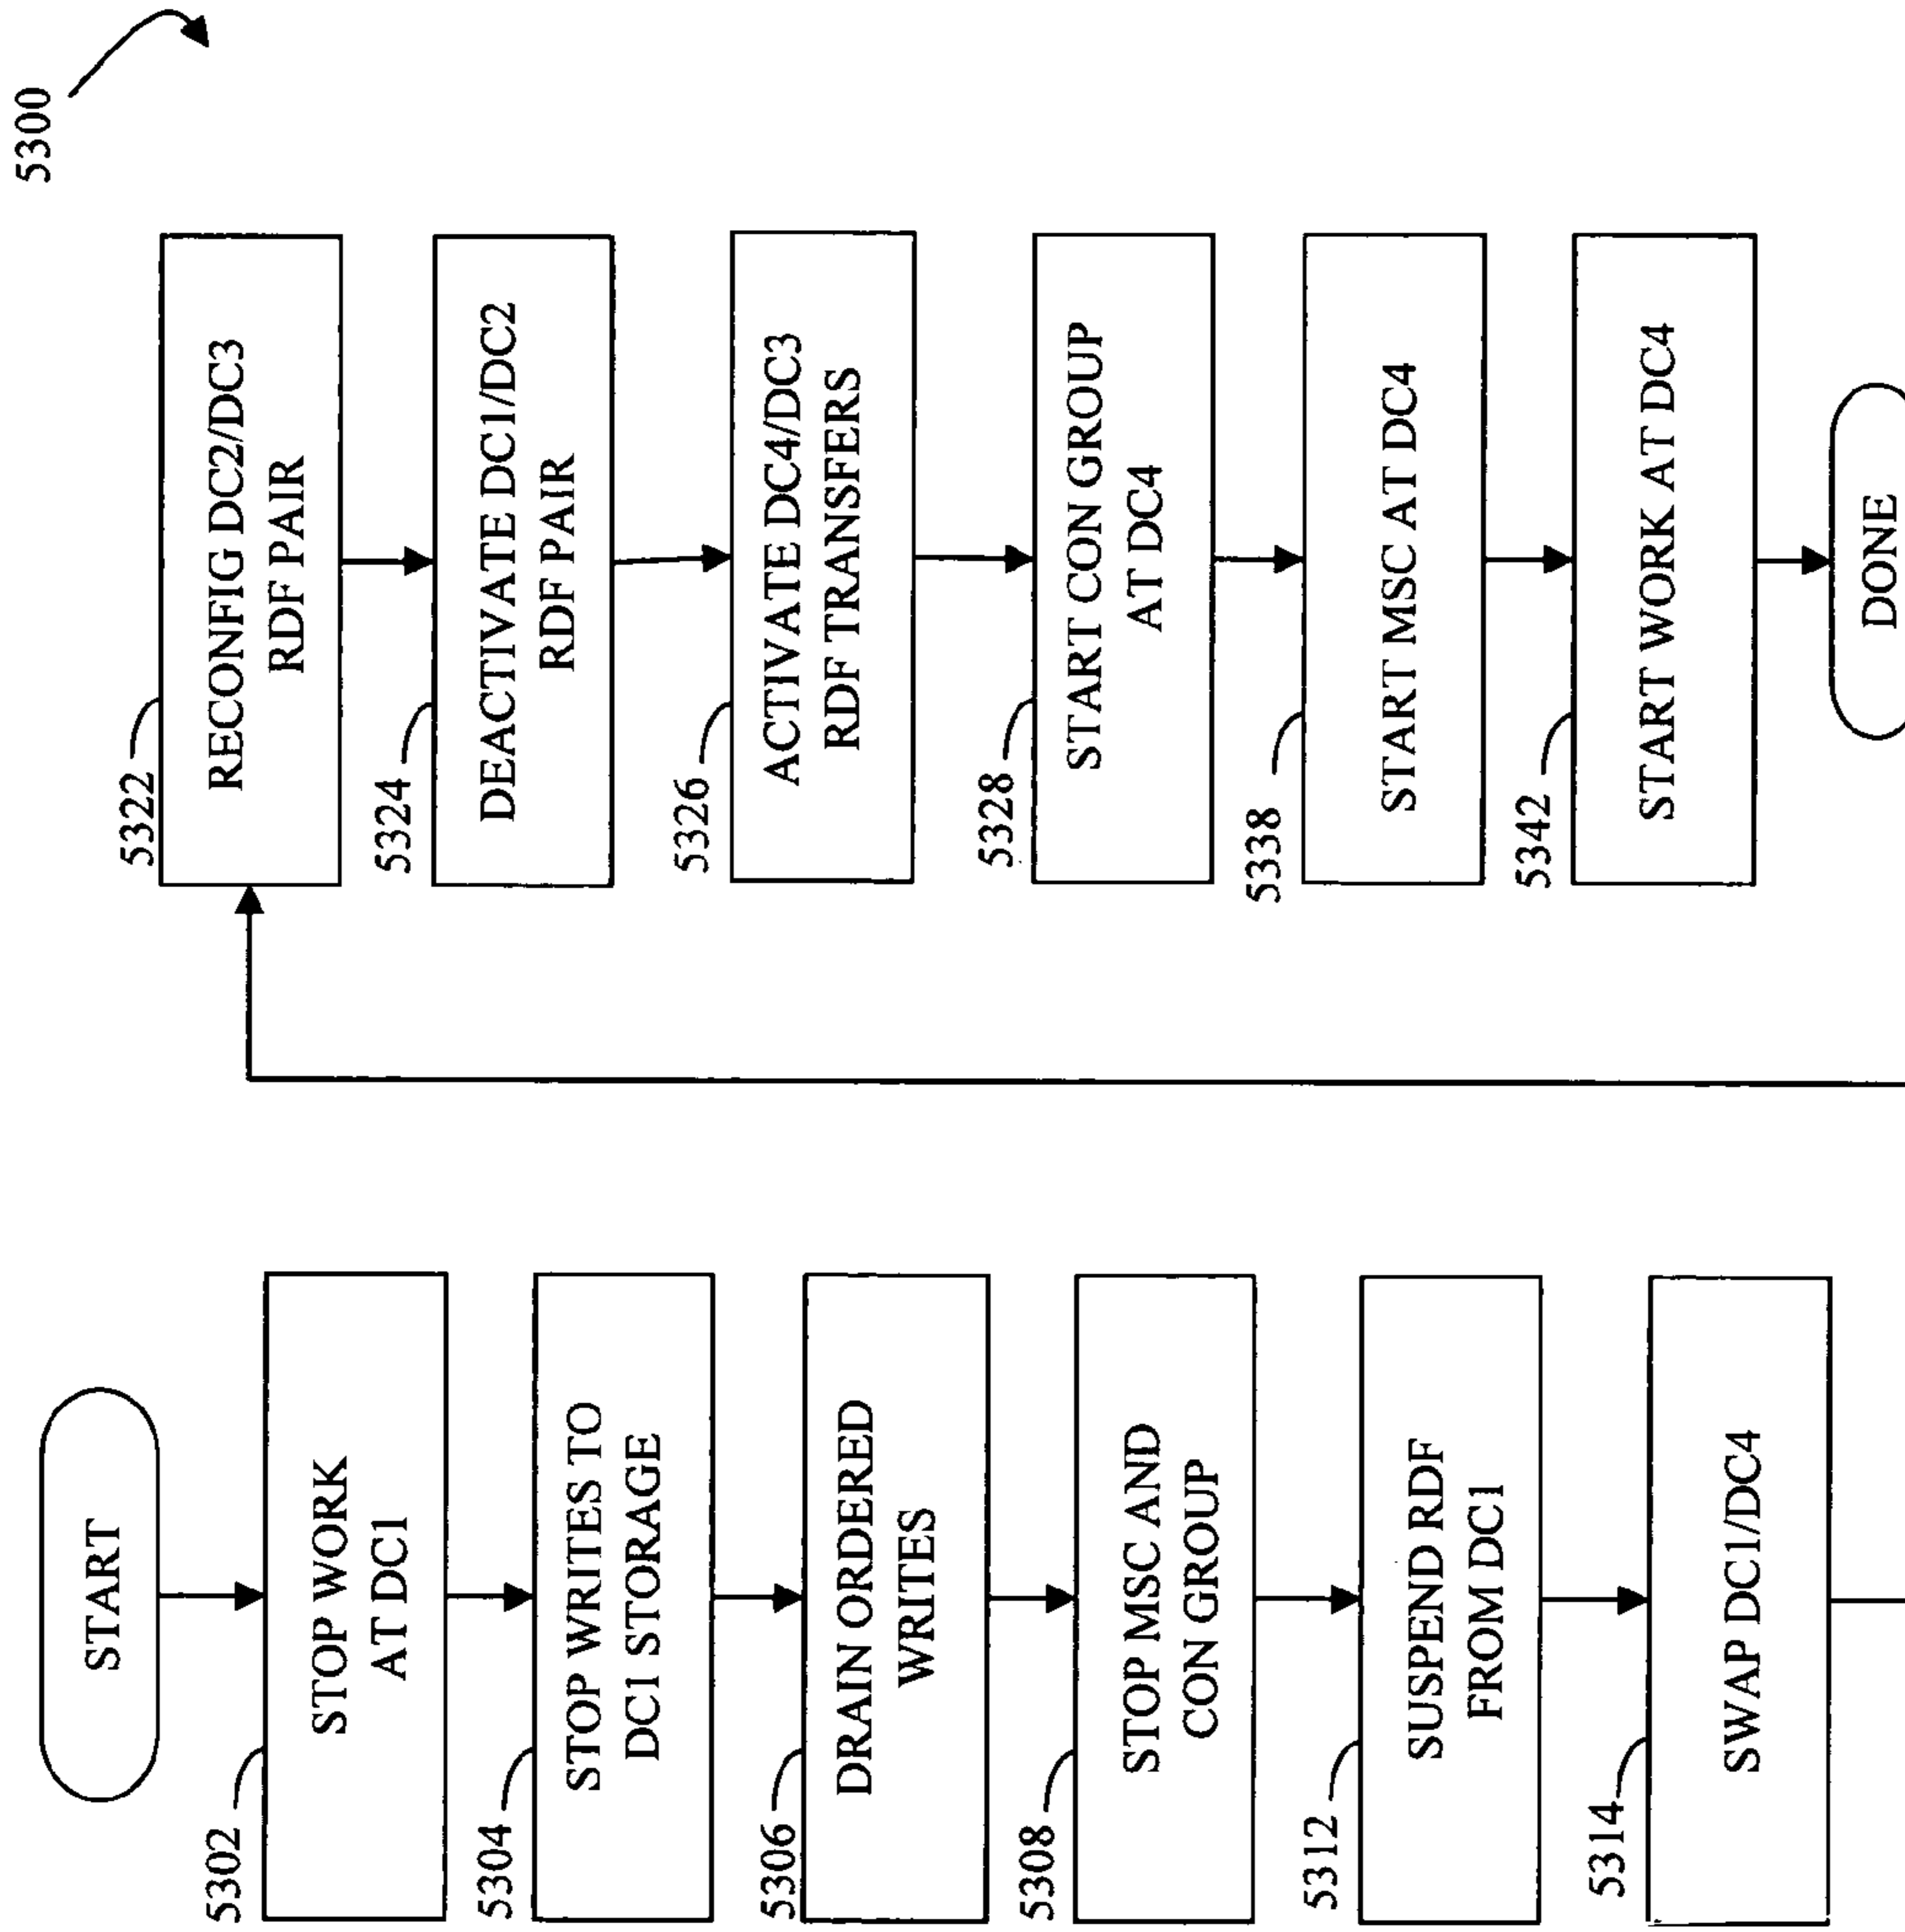 5300
START
5302
STOP WORK
AT DC1
5304
STOP WRITES TO
DC1 STORAGE
5306
DRAIN ORDERED
WRITES
5308
STOP MSC AND
CON GROUP
5312
SUSPEND RDF
FROM DC1
5314
SWAP DC1/DC4
5322
RECONFIG DC2/DC3
RDF PAIR
5324
DEACTIVATE DC1/DC2
RDF PAIR
5326
ACTIVATE DC4/DC3
RDF TRANSFERS
5328
START CON GROUP
AT DC4
5338
START MSC AT DC4
5342
START WORK AT DC4
DONE